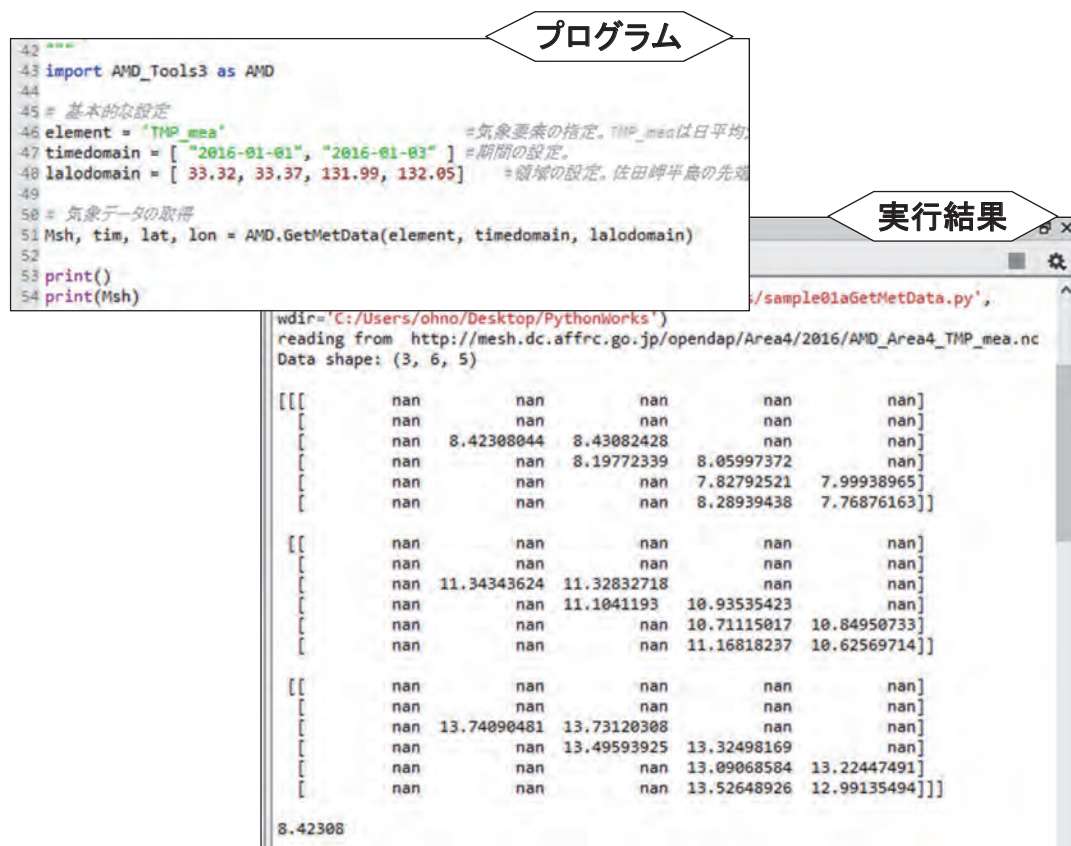 プログラム
42 """
43 import AMD_Tools3 as AMD
44
45 # 基本的な設定
46 element = 'TMP_mea' #気象要素の指定。TMP_meaは日平均
47 timedomain = [ "2016-01-01", "2016-01-03" ] #期間の設定。
48 lalodomain = [ 33.32, 33.37, 131.99, 132.05] #領域の設定。佐田岬半島の先端
49
50 # 気象データの取得
51 Msh, tim, lat, lon = AMD.GetMetData(element, timedomain, lalodomain)
52
53 print()
54 print(Msh)
実行結果
s/sample01aGetMetData.py',
wdir='C:/Users/ohno/Desktop/PythonWorks')
reading from http://mesh.dc.affrc.go.jp/opendap/Area4/2016/AMD_Area4_TMP_mea.nc
Data shape: (3, 6, 5)
[[[ nan nan nan nan nan]
[ nan nan nan nan nan]
[ nan 8.42308044 8.43082428 nan nan]
[ nan nan 8.19772339 8.05997372 nan]
[ nan nan nan 7.82792521 7.99938965]
[ nan nan nan 8.28939438 7.76876163]]
[[ nan nan nan nan nan]
[ nan nan nan nan nan]
[ nan 11.34343624 11.32832718 nan nan]
[ nan nan 11.1041193 10.93535423 nan]
[ nan nan nan 10.71115017 10.84950733]
[ nan nan nan 11.16818237 10.62569714]]
[[ nan nan nan nan nan]
[ nan nan nan nan nan]
[ nan 13.74090481 13.73120308 nan nan]
[ nan nan 13.49593925 13.32498169 nan]
[ nan nan nan 13.09068584 13.22447491]
[ nan nan nan 13.52648926 12.99135494]]]
8.42308